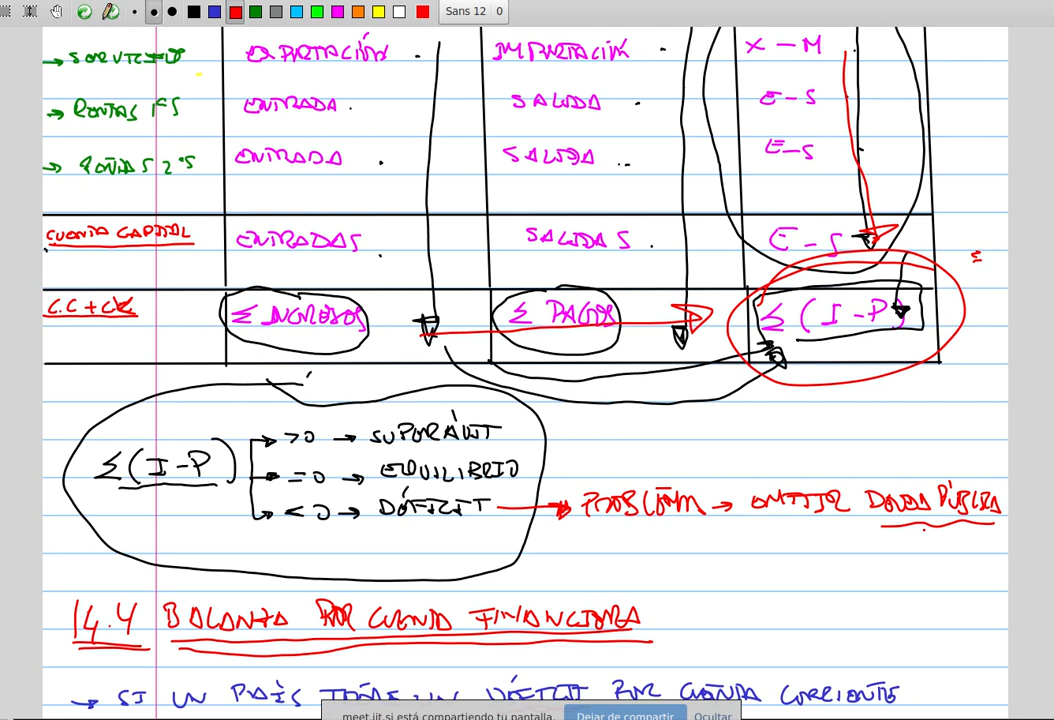 Sans 12 0
→ SERVICIO EXPORTACIÓN IMPORTACIÓN X - M
→ RENTAS 1ªS ENTRADA SALIDA E - S
→ RENTAS 2ªS ENTRADA SALIDA E - S
CUENTA CAPITAL ENTRADAS SALIDAS E - S
C.C + CK Σ INGRESOS Σ PAGOS Σ (I - P)
→ >0 → SUPERÁVIT
Σ (I - P) → =0 → EQUILIBRIO
→ <0 → DÉFICIT → PROBLEMA → EMITIR DEUDA PÚBLICA
14.4 BALANZA POR CUENTA FINANCIERA
→ SI UN PAÍS TIENE UN DÉFICIT POR CUENTA CORRIENTE
meet.jit.si está compartiendo tu pantalla. Dejar de compartir Ocultar